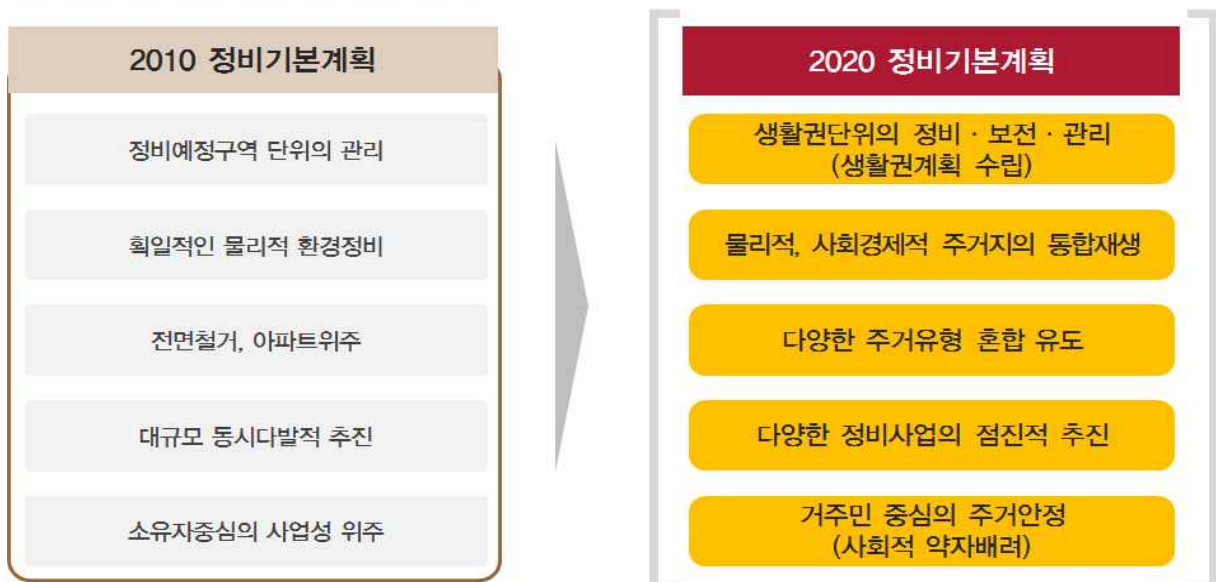 2010 정비기본계획
정비예정구역 단위의 관리
획일적인 물리적 환경정비
전면철거, 아파트위주
대규모 동시다발적 추진
소유자중심의 사업성 위주
2020 정비기본계획
생활권단위의 정비 · 보전 · 관리
(생활권계획 수립)
물리적, 사회경제적 주거지의 통합재생
다양한 주거유형 혼합 유도
다양한 정비사업의 점진적 추진
거주민 중심의 주거안정
(사회적 약자배려)